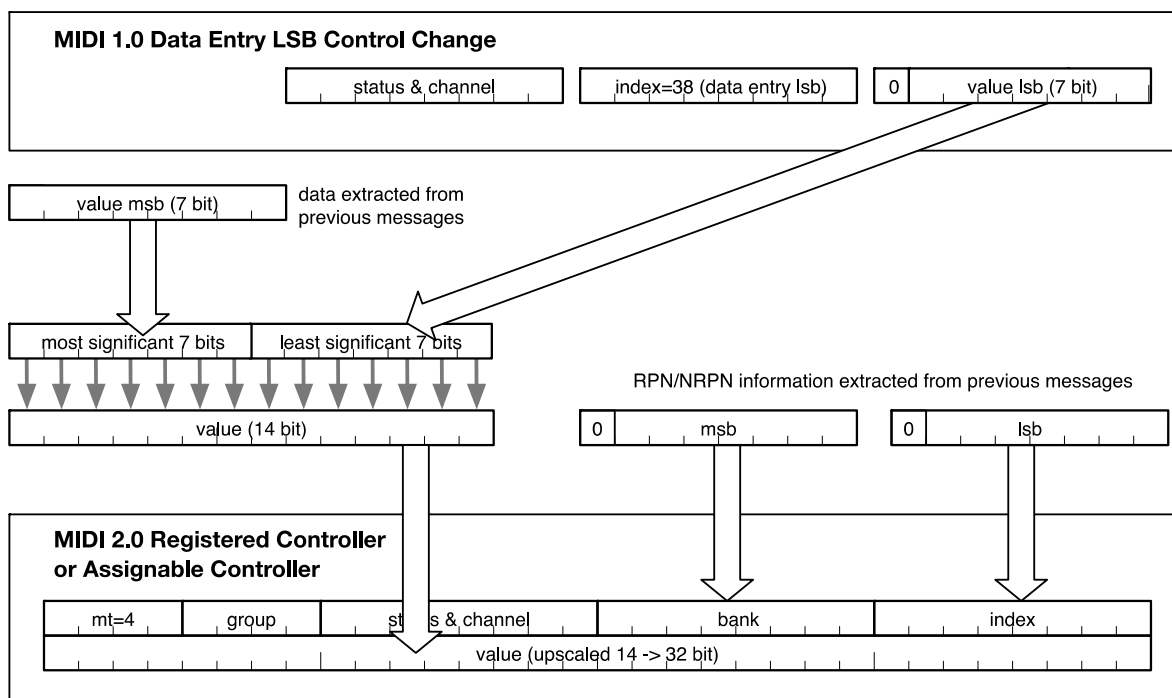 MIDI 1.0 Data Entry LSB Control Change
status & channel
index=38 (data entry lsb)
0
value lsb (7 bit)
value msb (7 bit)
data extracted from
previous messages
most significant 7 bits
least significant 7 bits
RPN/NRPN information extracted from previous messages
value (14 bit)
0
msb
0
lsb
MIDI 2.0 Registered Controller
or Assignable Controller
mt=4
group
status & channel
bank
index
value (upscaled 14 -> 32 bit)